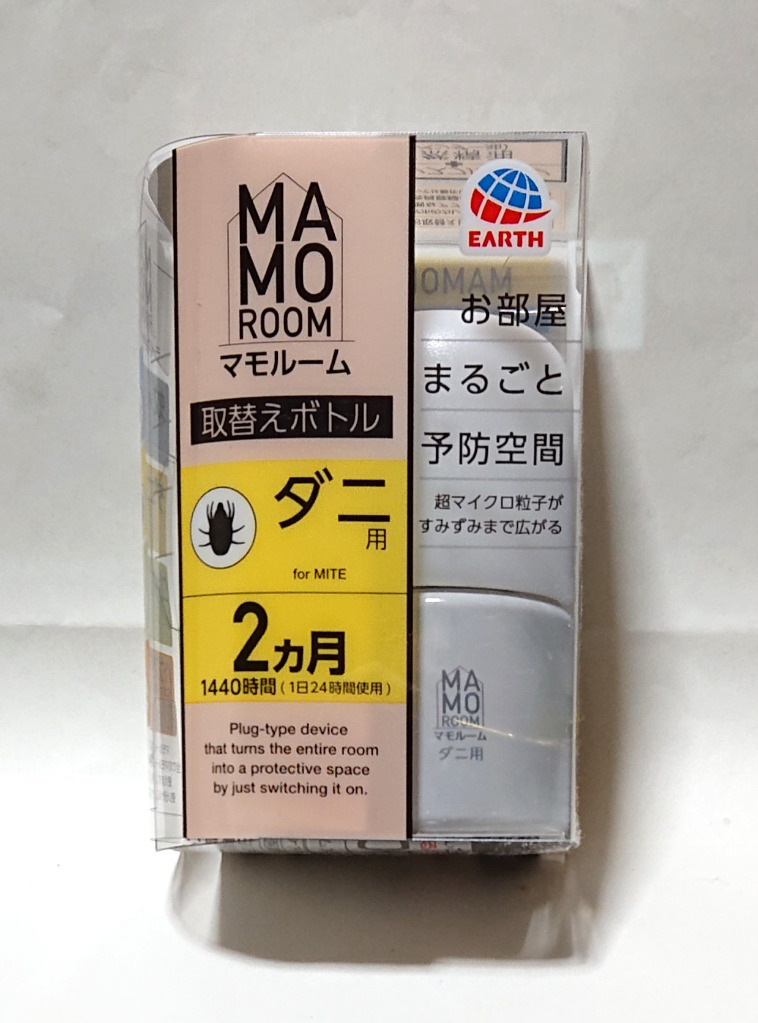 MA
MO
ROOM
マモルーム
取替えボトル
ダニ
用
for MITE
2ヵ月
1440時間(1日24時間使用)
Plug-type device
that turns the entire room
into a protective space
by just switching it on.
EARTH
お部屋
まるごと
予防空間
超マイクロ粒子が
すみずみまで広がる
MA
MO
ROOM
マモルーム
ダニ用